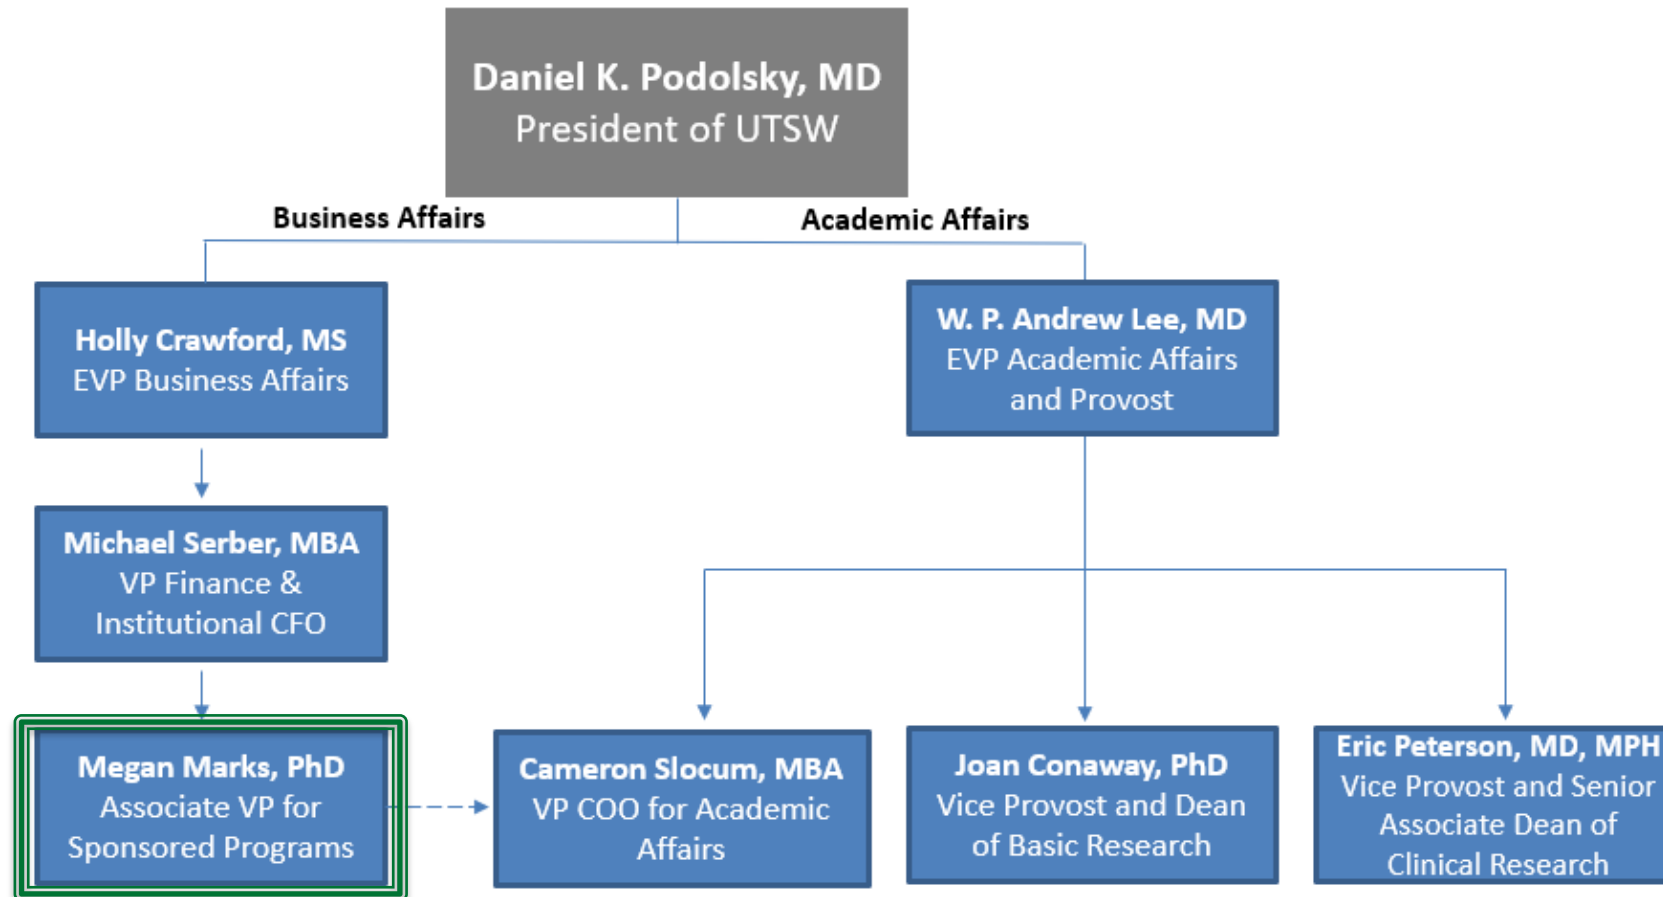 Daniel K. Podolsky, MD
President of UTSW
Business Affairs
Academic Affairs
Holly Crawford, MS
EVP Business Affairs
W. P. Andrew Lee, MD
EVP Academic Affairs
and Provost
Michael Serber, MBA
VP Finance &
Institutional CFO
Megan Marks, PhD
Associate VP for
Sponsored Programs
Cameron Slocum, MBA
VP COO for Academic
Affairs
Joan Conaway, PhD
Vice Provost and Dean
of Basic Research
Eric Peterson, MD, MPH
Vice Provost and Senior
Associate Dean of
Clinical Research